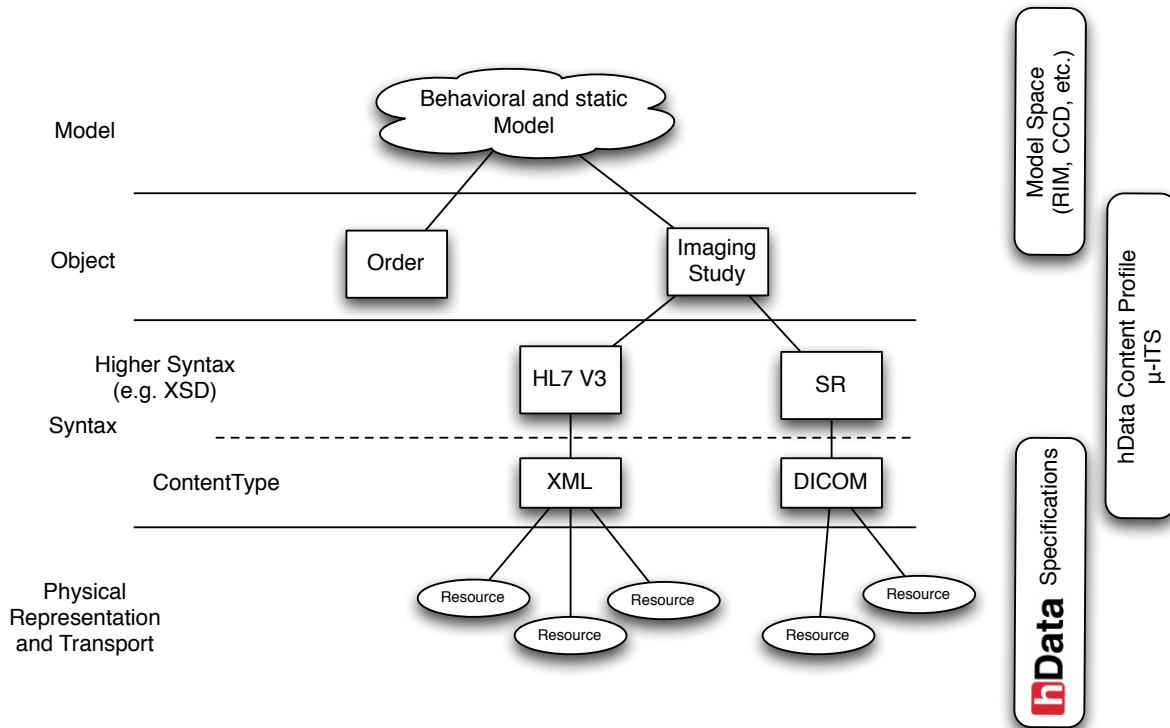 Behavioral and static
Model
Model
Object
Order
Imaging
Study
Higher Syntax
(e.g. XSD)
Syntax
HL7 V3
SR
ContentType
XML
DICOM
Physical
Representation
and Transport
Resource
Resource
Resource
Resource
Resource
Model Space
(RIM, CCD, etc.)
hData Content Profile
µ-ITS
hData Specifications